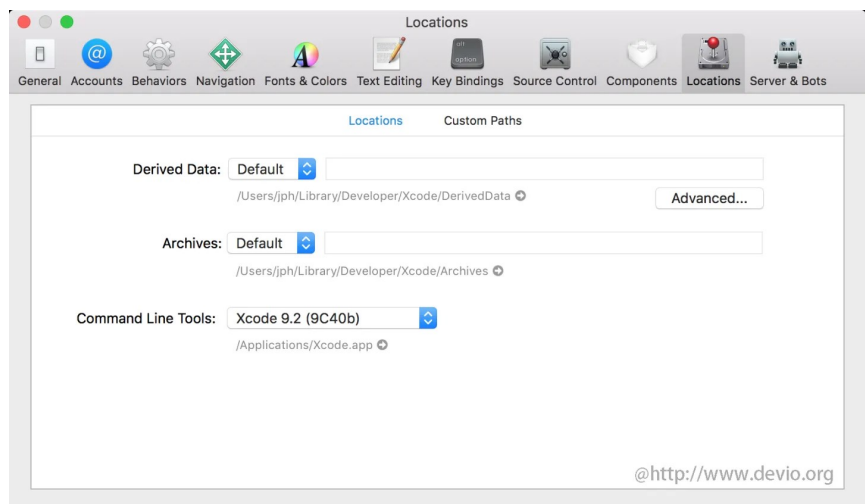 Locations
alt
option
General Accounts Behaviors Navigation Fonts & Colors Text Editing Key Bindings Source Control Components Locations Server & Bots
Locations Custom Paths
Derived Data: Default
/Users/jph/Library/Developer/Xcode/DerivedData
Advanced...
Archives: Default
/Users/jph/Library/Developer/Xcode/Archives
Command Line Tools: Xcode 9.2 (9C40b)
/Applications/Xcode.app
@http://www.devio.org